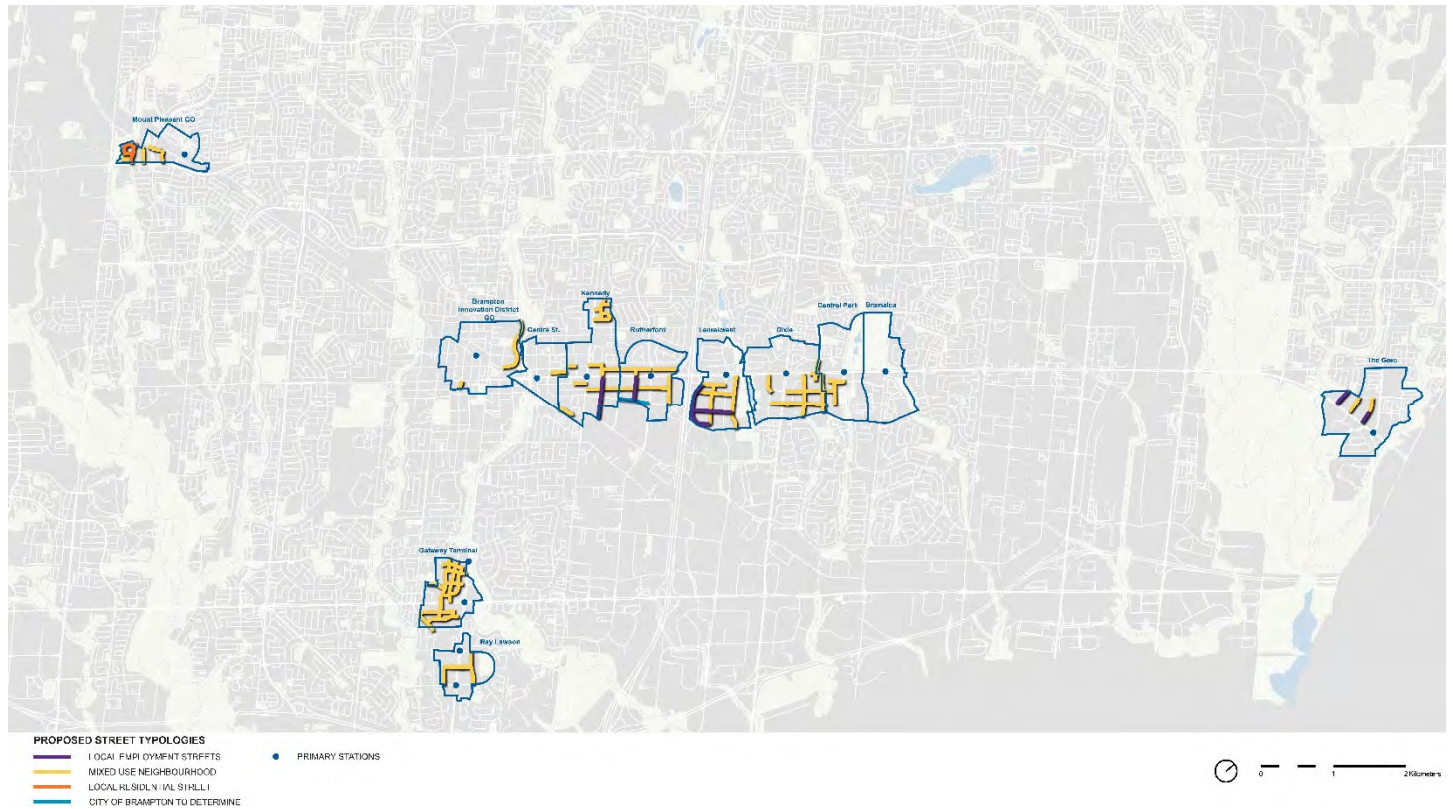 Mount Pleasant GO
Brampton
Innovation District
GO
Centre St.
Kennedy
Rutherford
Laurelcrest
Dixie
Central Park
Bramalea
The Gore
Gateway Terminal
Ray Lawson
PROPOSED STREET TYPOLOGIES
LOCAL EMPLOYMENT STREETS
PRIMARY STATIONS
MIXED USE NEIGHBOURHOOD
LOCAL RESIDENTIAL STREET
CITY OF BRAMPTON TO DETERMINE
0 1 2 Kilometers